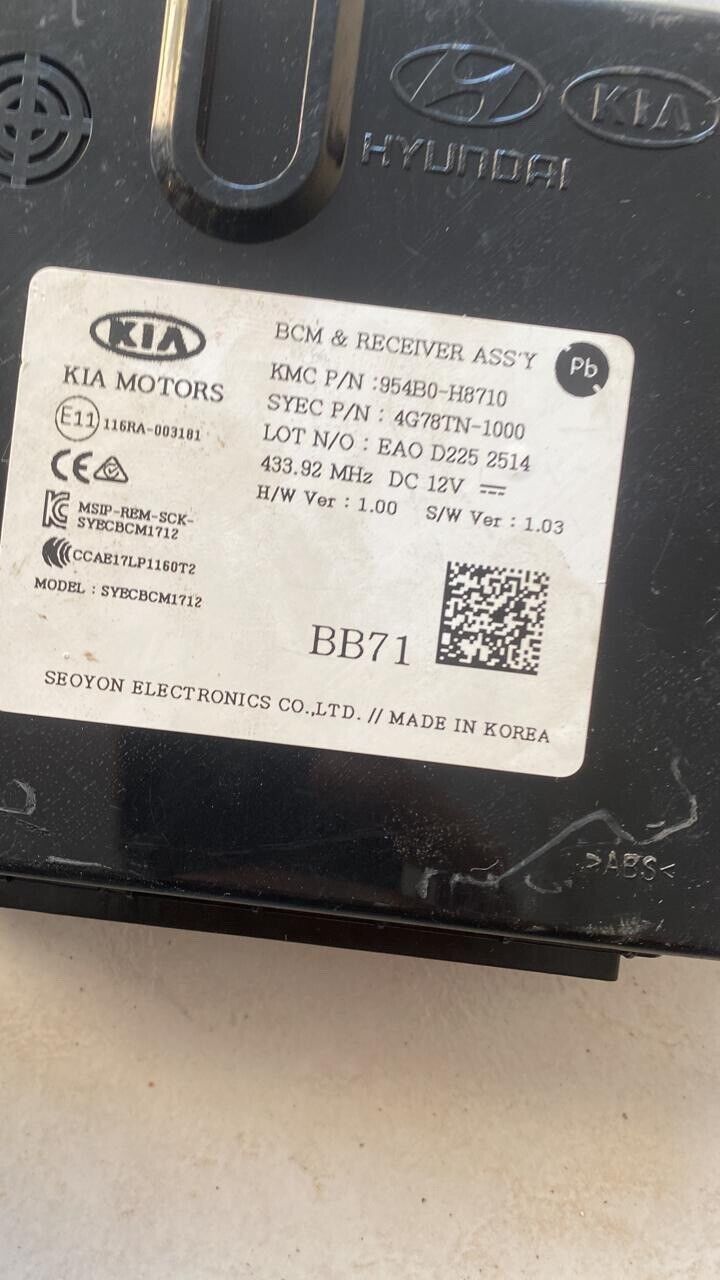 HYUNDAI
KIA
KIA
KIA MOTORS
E11 116RA-003181
CE
MSIP-REM-SCK-
SYECBCM1712
CCAE17LP1160T2
MODEL : SYECBCM1712
BCM & RECEIVER ASS'Y
Pb
KMC P/N :954B0-H8710
SYEC P/N : 4G78TN-1000
LOT N/O : EAO D225 2514
433.92 MHz DC 12V
H/W Ver : 1.00 S/W Ver : 1.03
BB71
SEOYON ELECTRONICS CO.,LTD. // MADE IN KOREA
>ABS<